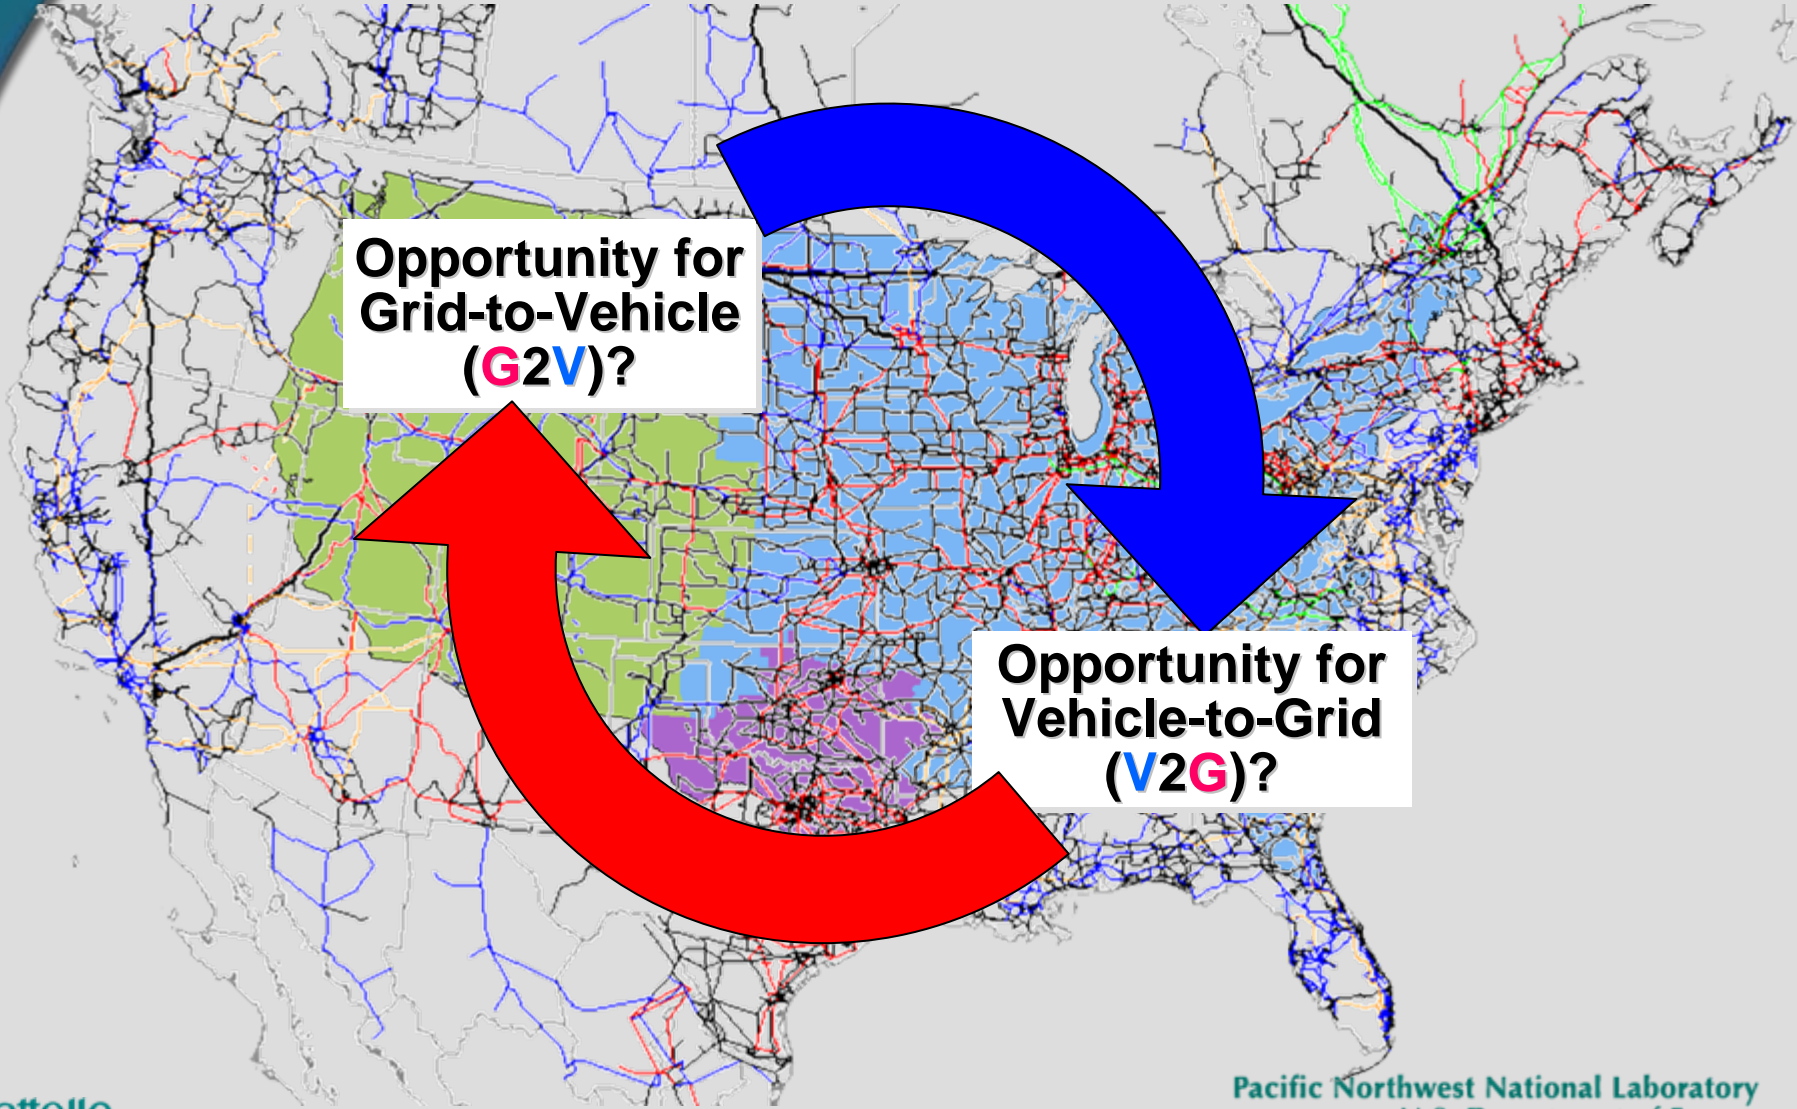 Opportunity for
Grid-to-Vehicle
(G2V)?
Opportunity for
Vehicle-to-Grid
(V2G)?
Pacific Northwest National Laboratory